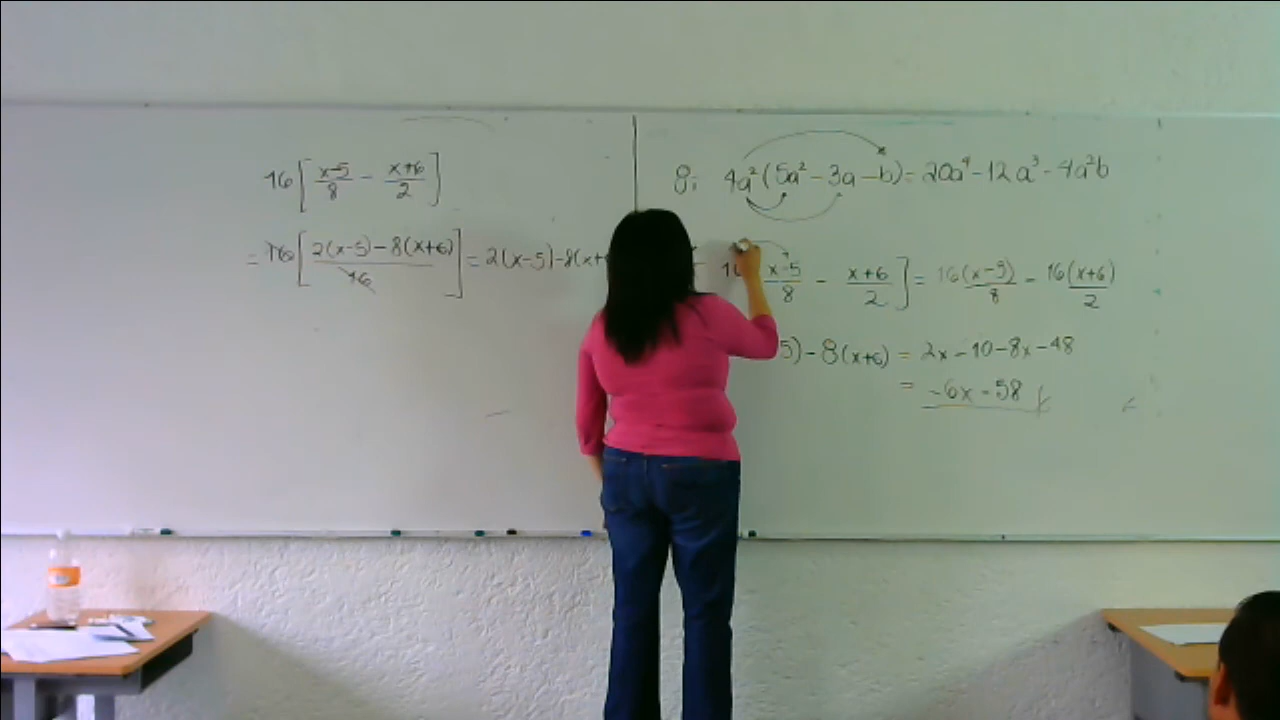 16[(x-5)/8 - (x+6)/2]
= 16[(2(x-5)-8(x+6))/16] = 2(x-5)-8(x+
8: 4a²(5a²-3a-b)=20a⁴-12a³-4a²b
x-5/8 - x+6/2] = 16(x-5)/8 - 16(x+6)/2
5)-8(x+6) = 2x-10-8x-48
= -6x-58